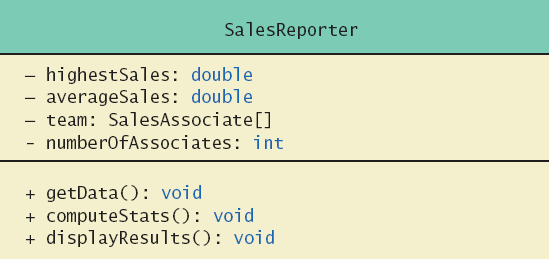 SalesReporter
– highestSales: double
– averageSales: double
– team: SalesAssociate[]
- numberOfAssociates: int
+ getData(): void
+ computeStats(): void
+ displayResults(): void